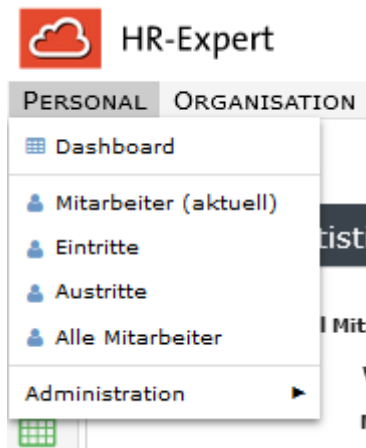 HR-Expert
PERSONAL ORGANISATION
Dashboard
Mitarbeiter (aktuell)
Eintritte
Austritte
Alle Mitarbeiter
Administration